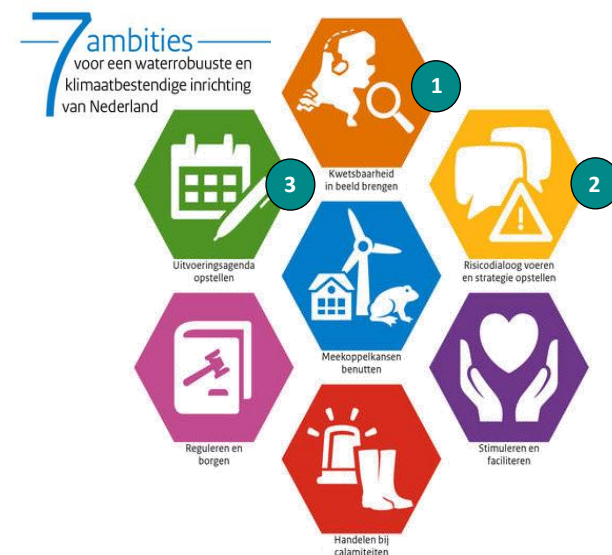 7 ambities
voor een waterrobuuste en
klimaatbestendige inrichting
van Nederland
1
Kwetsbaarheid
in beeld brengen
3
2
Uitvoeringsagenda
opstellen
Risicodialoog voeren
en strategie opstellen
Meekoppelkansen
benutten
Reguleren en
borgen
Stimuleren en
faciliteren
Handelen bij
calamiteiten